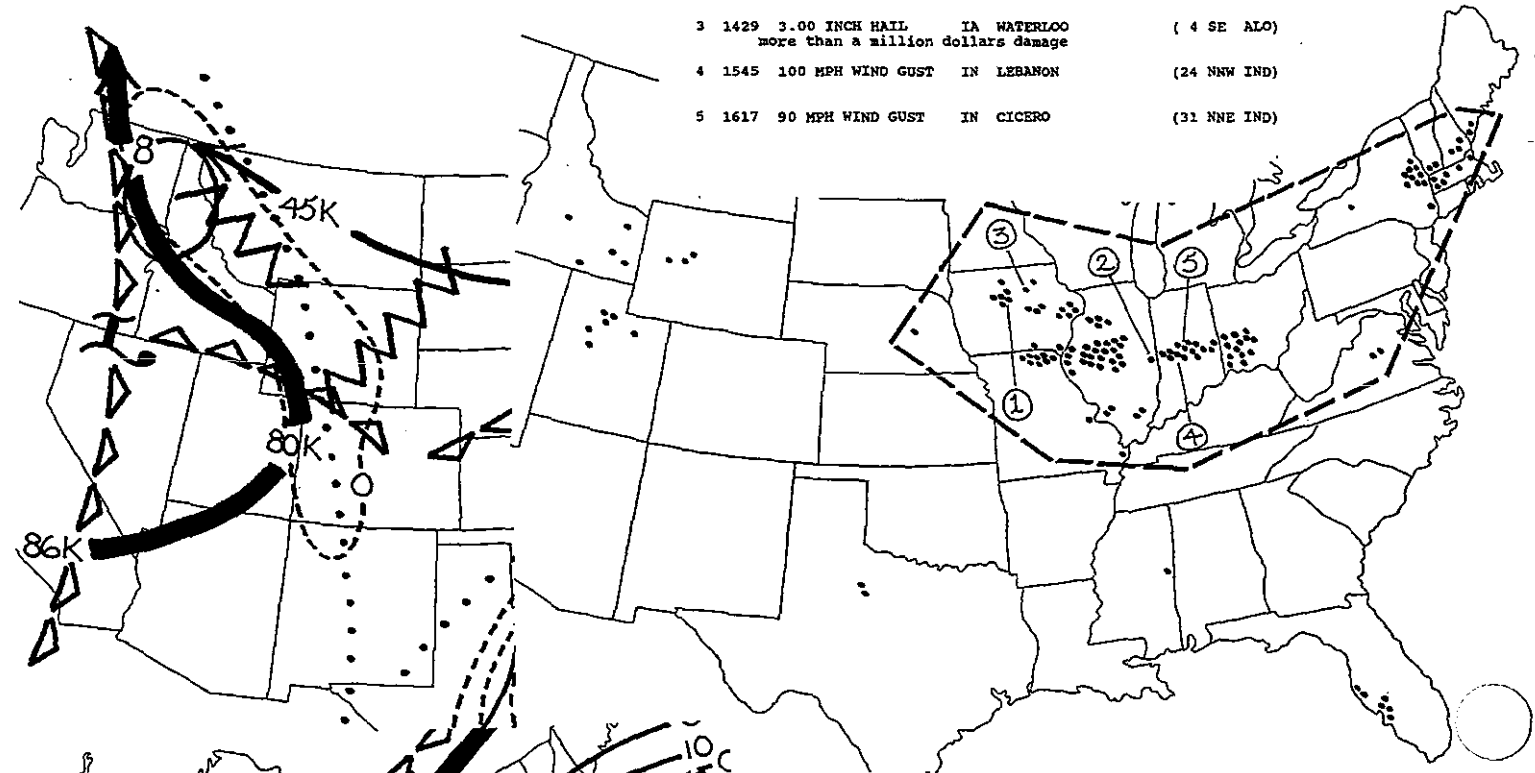 3 1429 3.00 INCH HAIL IA WATERLOO ( 4 SE ALO)
more than a million dollars damage
4 1545 100 MPH WIND GUST IN LEBANON (24 NNW IND)
5 1617 90 MPH WIND GUST IN CICERO (31 NNE IND)
8
45K
3
2
5
1
4
80K
0
86K
10